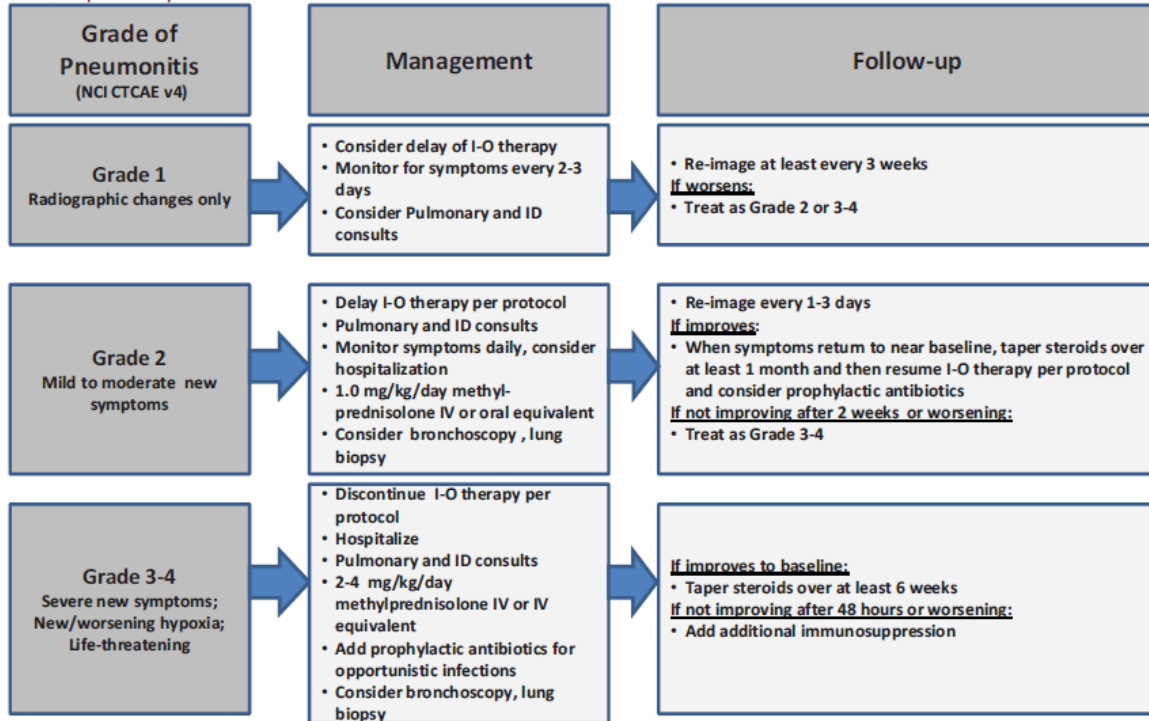 Grade of
Pneumonitis
(NCI CTCAE v4)
Management
Follow-up
Grade 1
Radiographic changes only
• Consider delay of I-O therapy
• Monitor for symptoms every 2-3
days
• Consider Pulmonary and ID
consults
• Re-image at least every 3 weeks
If worsens:
• Treat as Grade 2 or 3-4
Grade 2
Mild to moderate new
symptoms
• Delay I-O therapy per protocol
• Pulmonary and ID consults
• Monitor symptoms daily, consider
hospitalization
• 1.0 mg/kg/day methyl-
prednisolone IV or oral equivalent
• Consider bronchoscopy , lung
biopsy
• Re-image every 1-3 days
If improves:
• When symptoms return to near baseline, taper steroids over
at least 1 month and then resume I-O therapy per protocol
and consider prophylactic antibiotics
If not improving after 2 weeks or worsening:
• Treat as Grade 3-4
Grade 3-4
Severe new symptoms;
New/worsening hypoxia;
Life-threatening
• Discontinue I-O therapy per
protocol
• Hospitalize
• Pulmonary and ID consults
• 2-4 mg/kg/day
methylprednisolone IV or IV
equivalent
• Add prophylactic antibiotics for
opportunistic infections
• Consider bronchoscopy, lung
biopsy
If improves to baseline:
• Taper steroids over at least 6 weeks
If not improving after 48 hours or worsening:
• Add additional immunosuppression